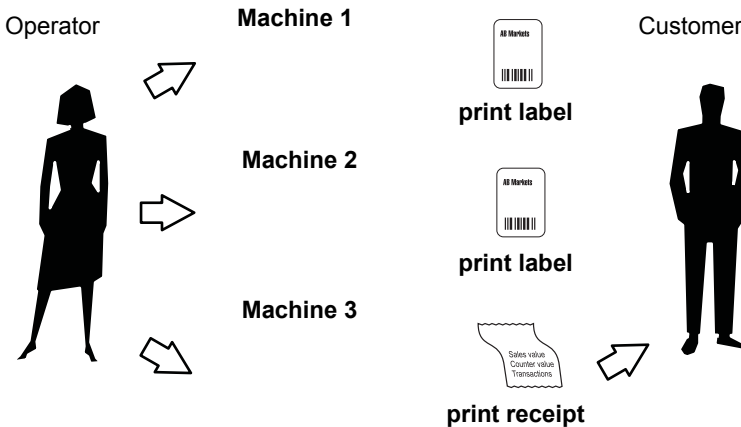 Operator
Machine 1
Customer
AB Markets
print label
Machine 2
AB Markets
print label
Machine 3
Sales value
Counter value
Transactions
print receipt